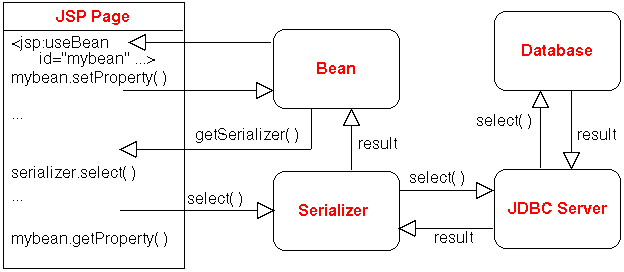 JSP Page
<jsp:useBean
id="mybean" ...>
mybean.setProperty( )
...
serializer.select( )
...
mybean.getProperty( )
Bean
getSerializer( )
result
select( )
Serializer
select( )
result
Database
select( )
result
JDBC Server